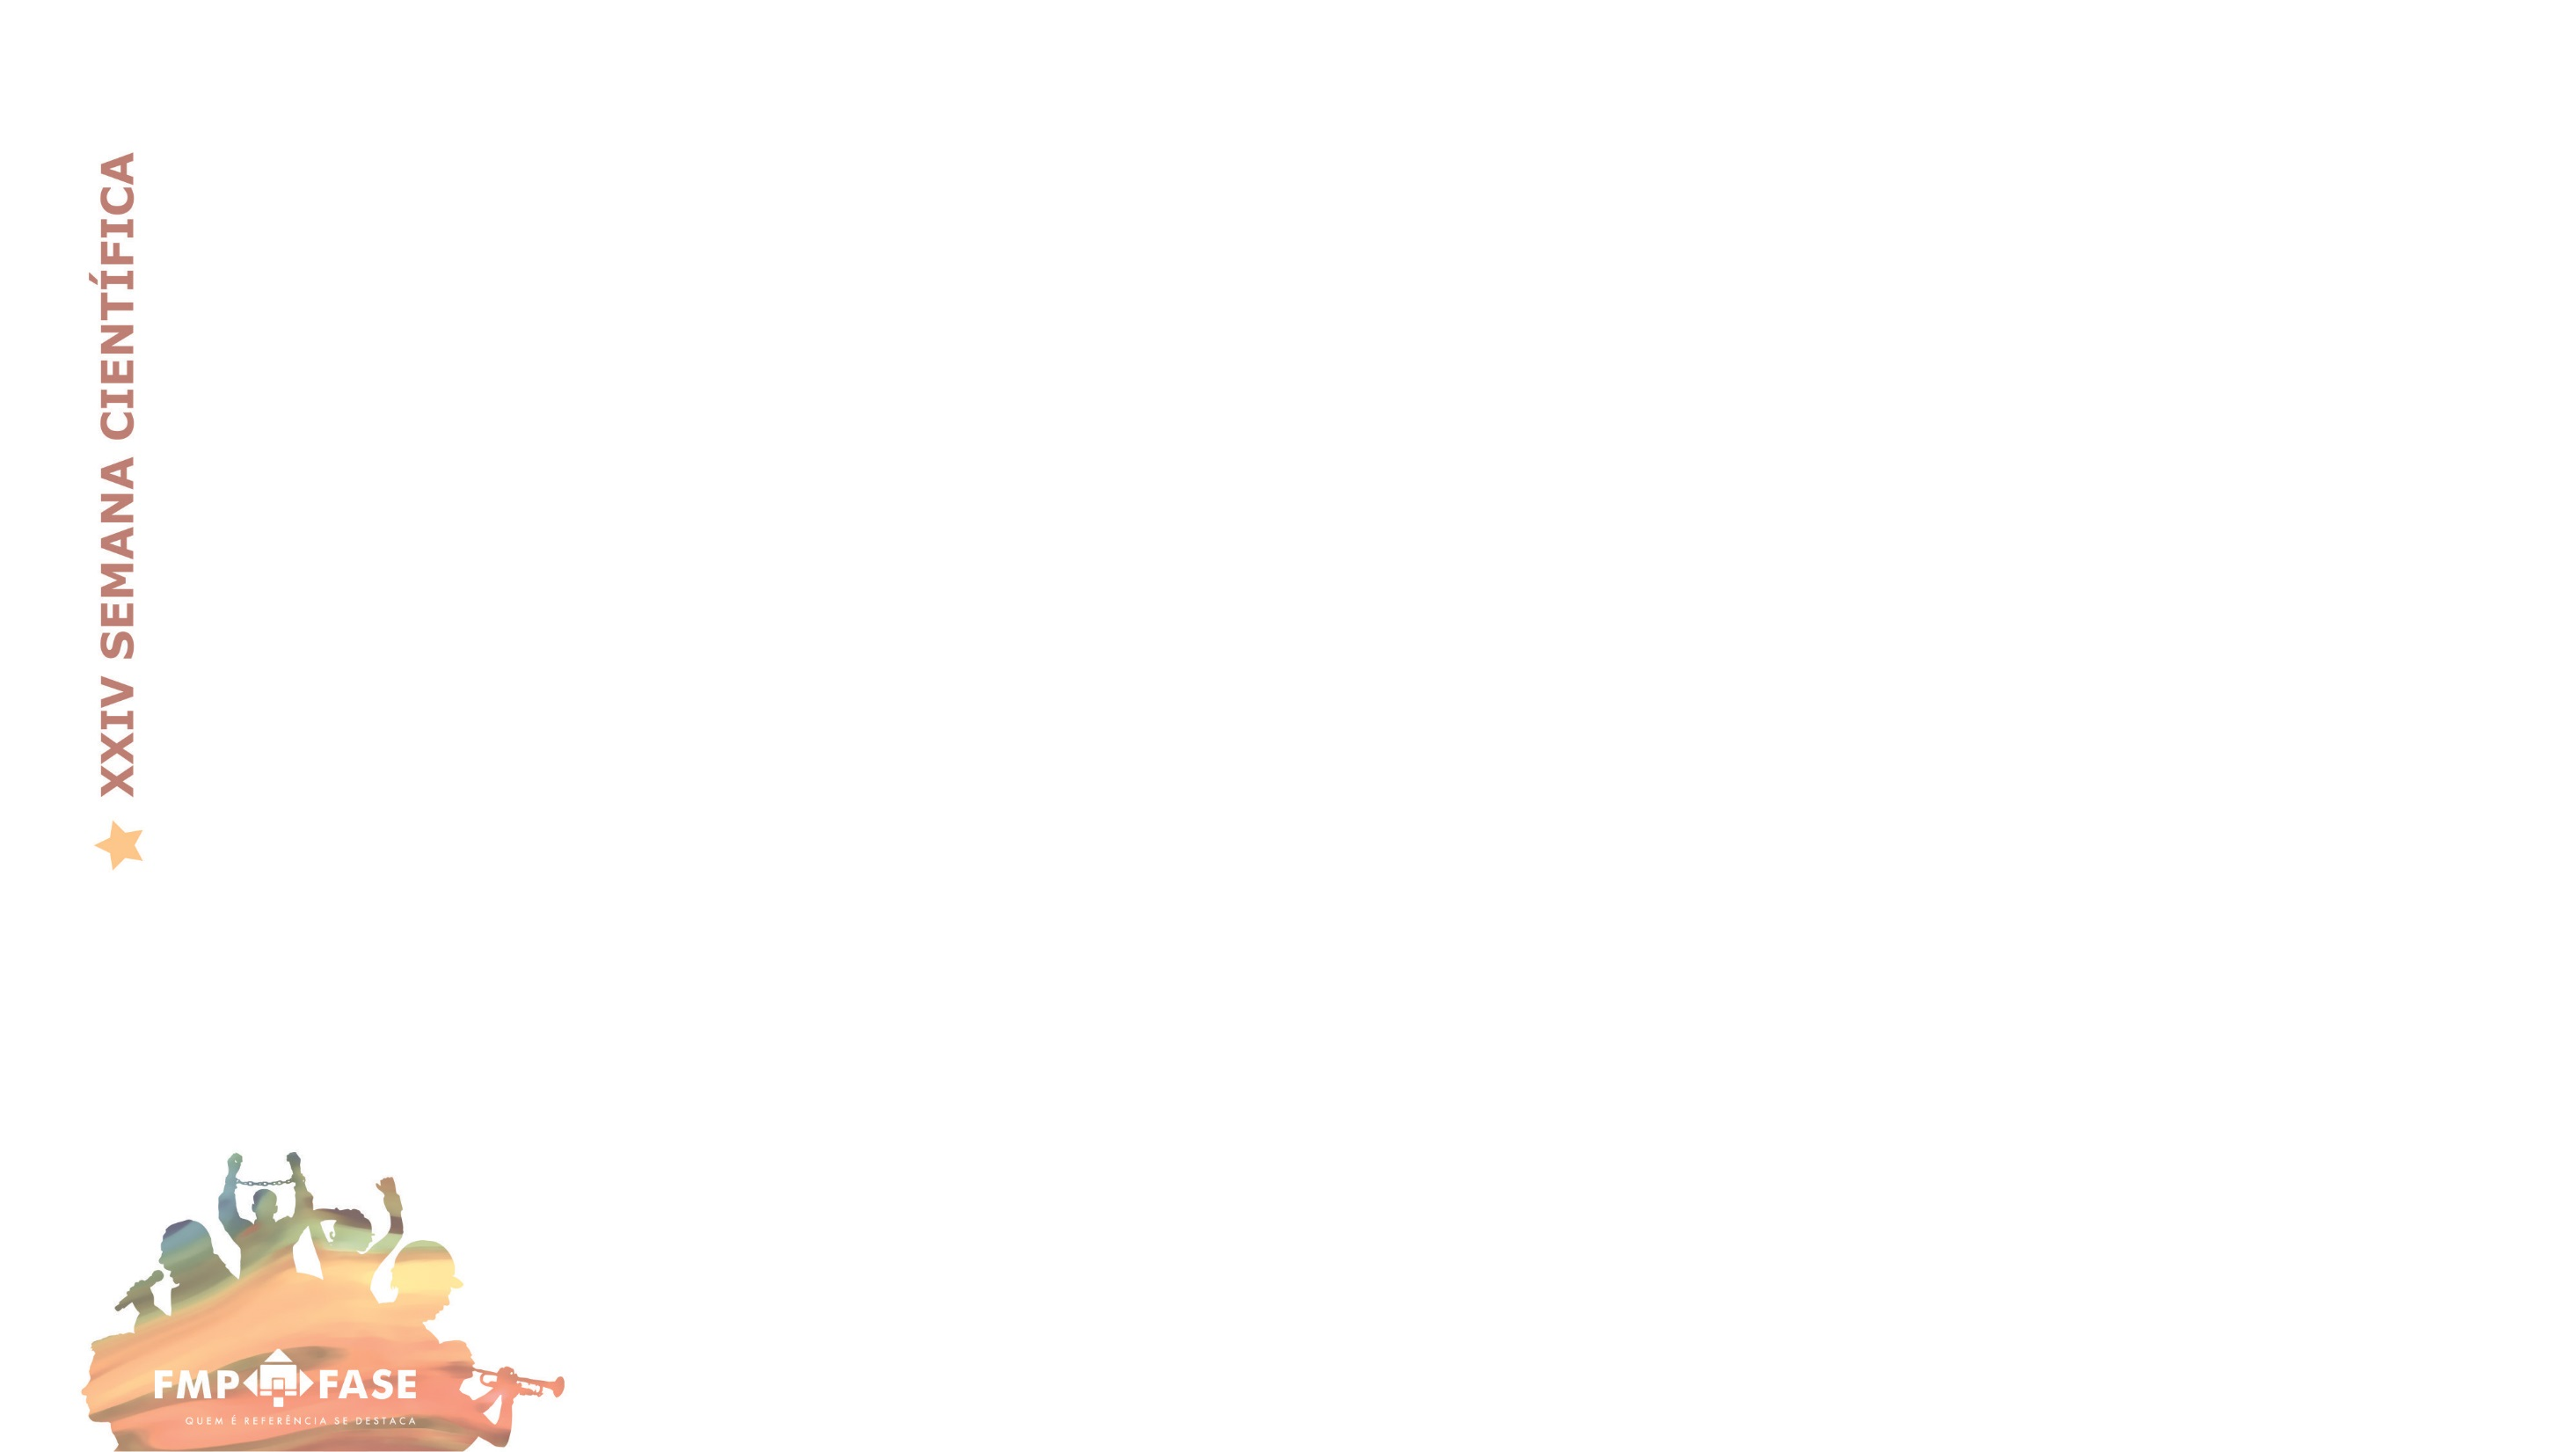 XXIV SEMANA CIENTÍFICA
FMP FASE
QUEM É REFERÊNCIA SE DESTACA